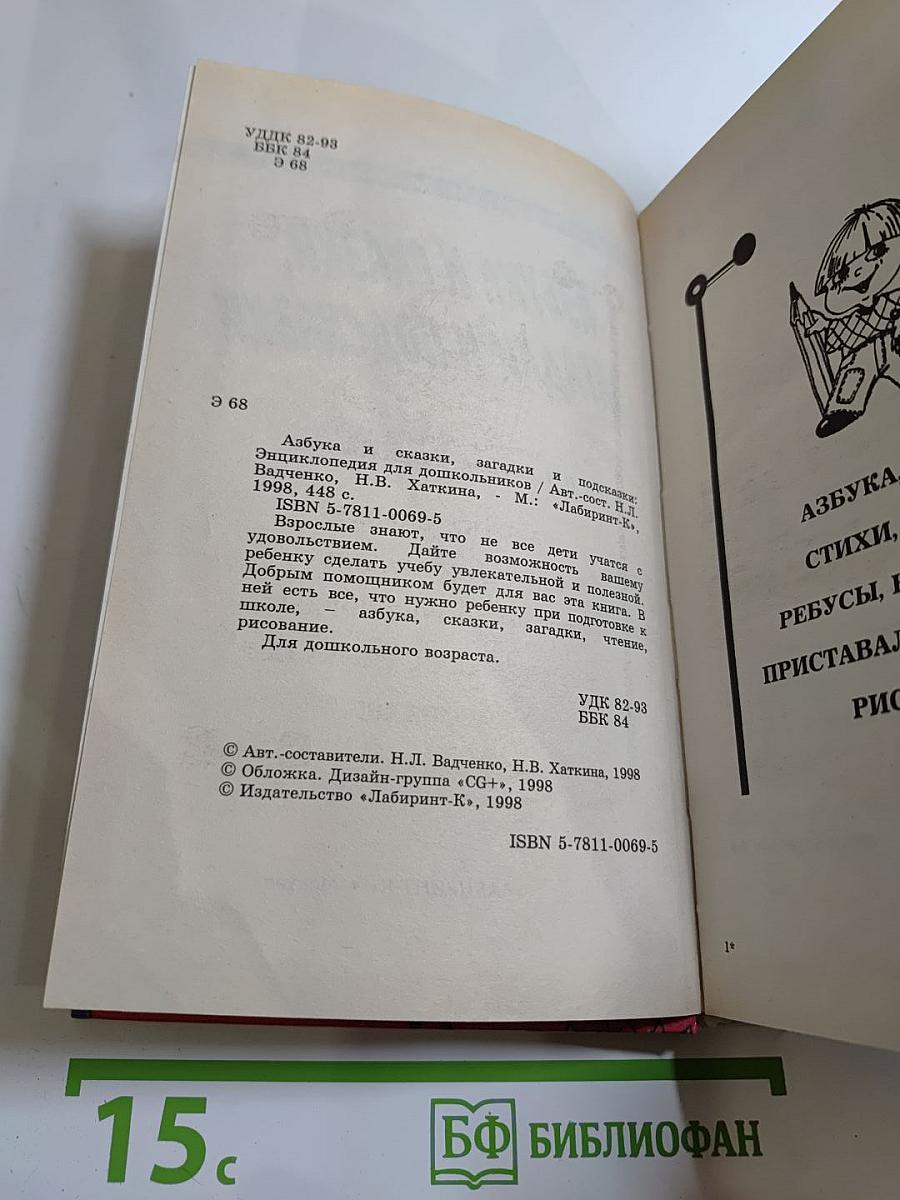 УДДК 82-93
ББК 84
Э 68
Э 68
Азбука и сказки, загадки и подсказки:
Энциклопедия для дошкольников / Авт.-сост. Н.Л.
Вадченко, Н.В. Хаткина, - М.: «Лабиринт-К»,
1998, 448 с.
ISBN 5-7811-0069-5
Взрослые знают, что не все дети учатся с
удовольствием. Дайте возможность вашему
ребенку сделать учебу увлекательной и полезной.
Добрым помощником будет для вас эта книга. В
ней есть все, что нужно ребенку при подготовке к
школе, – азбука, сказки, загадки, чтение,
рисование.
Для дошкольного возраста.
УДК 82-93
ББК 84
© Авт.-составители. Н.Л. Вадченко, Н.В. Хаткина, 1998
© Обложка. Дизайн-группа «CG+», 1998
© Издательство «Лабиринт-К», 1998
ISBN 5-7811-0069-5
АЗБУКА,
СТИХИ,
РЕБУСЫ,
ПРИСТАВАЛ
РИС
1*
15 с
БФ БИБЛИОФАН